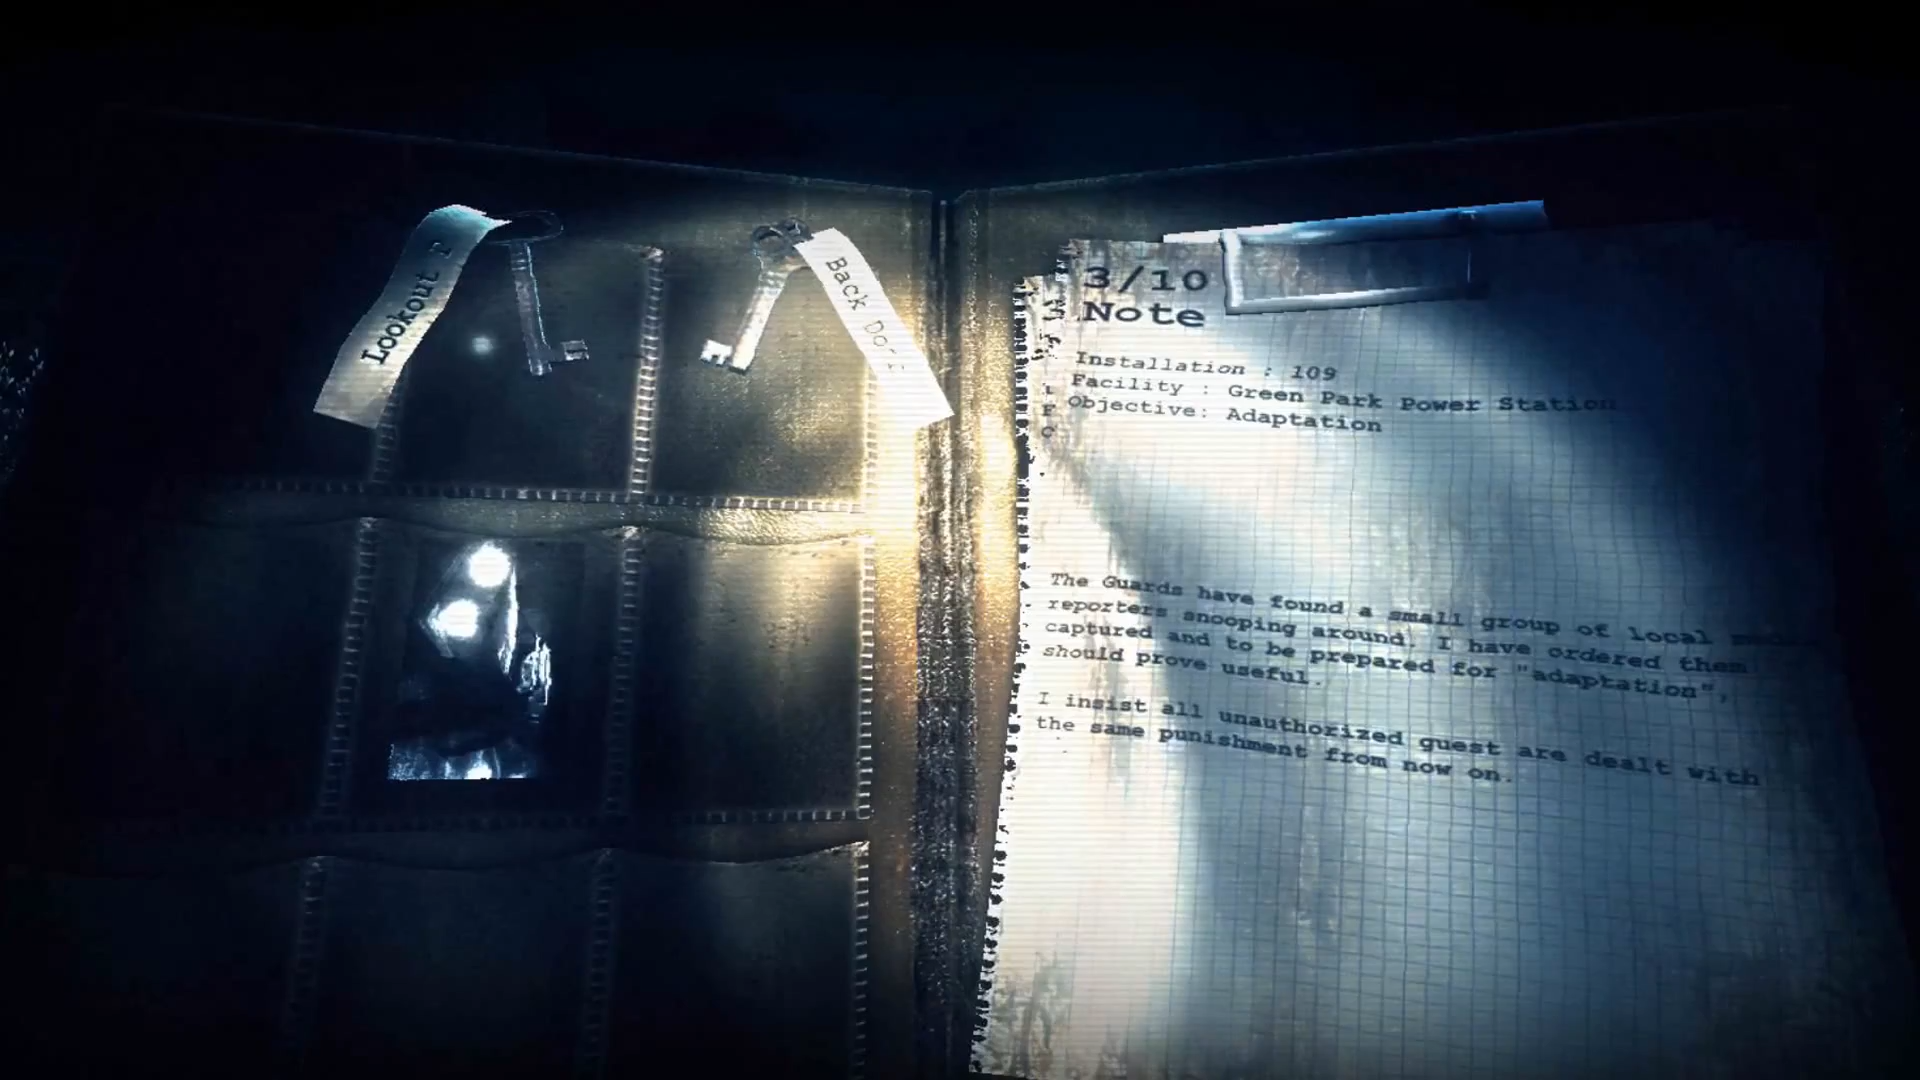 Lookout T
Back Do
3/10
Note
Installation : 109
Facility : Green Park Power Station
Objective: Adaptation
The Guards have found a small group of local
reporters snooping around. I have ordered them
captured and to be prepared for "adaptation",
should prove useful.
I insist all unauthorized guest are dealt with
the same punishment from now on.